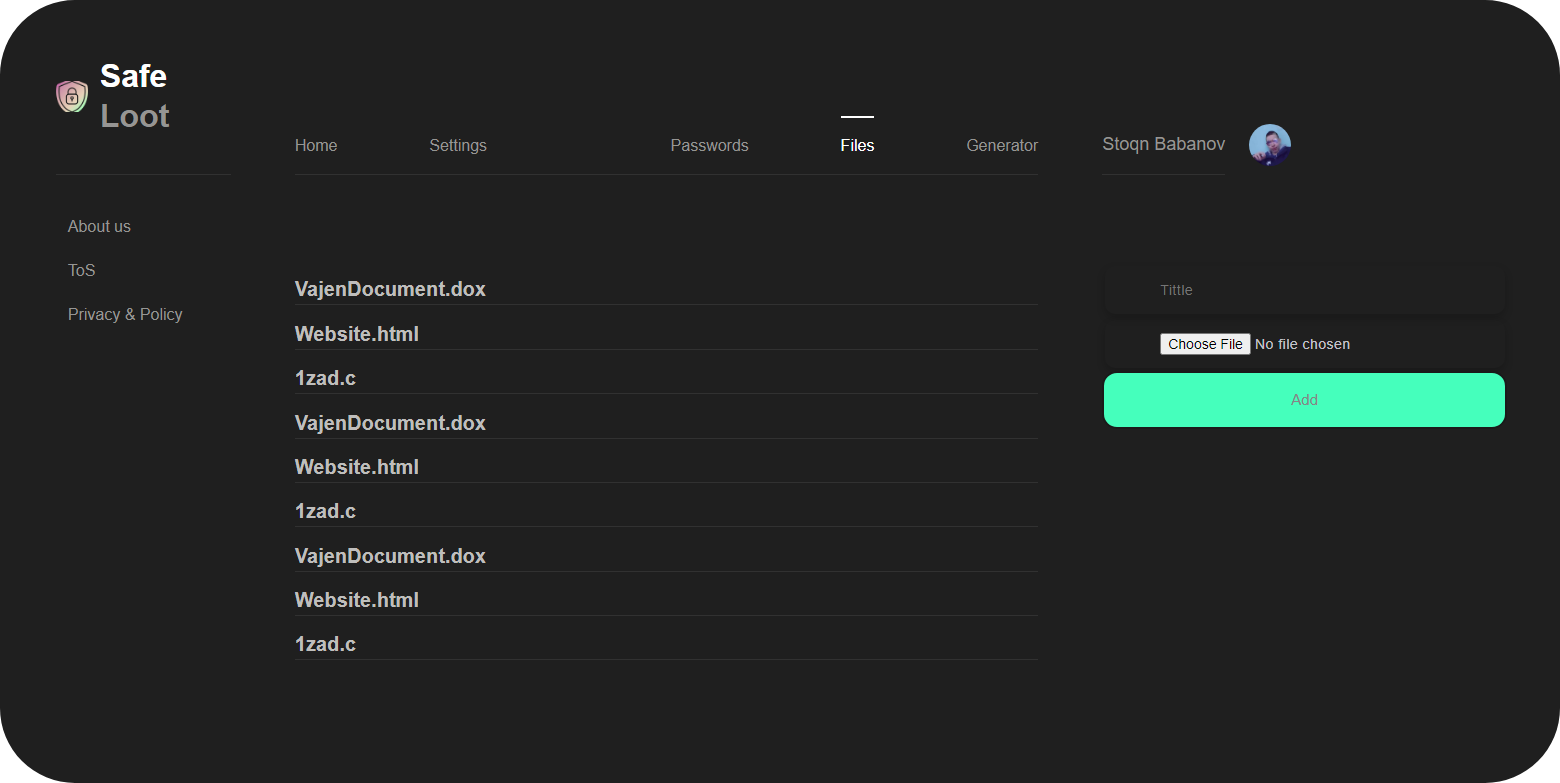 Safe
Loot
Home Settings Passwords Files Generator
Stoqn Babanov
About us
ToS
Privacy & Policy
VajenDocument.dox
Website.html
1zad.c
VajenDocument.dox
Website.html
1zad.c
VajenDocument.dox
Website.html
1zad.c
Tittle
Choose File No file chosen
Add